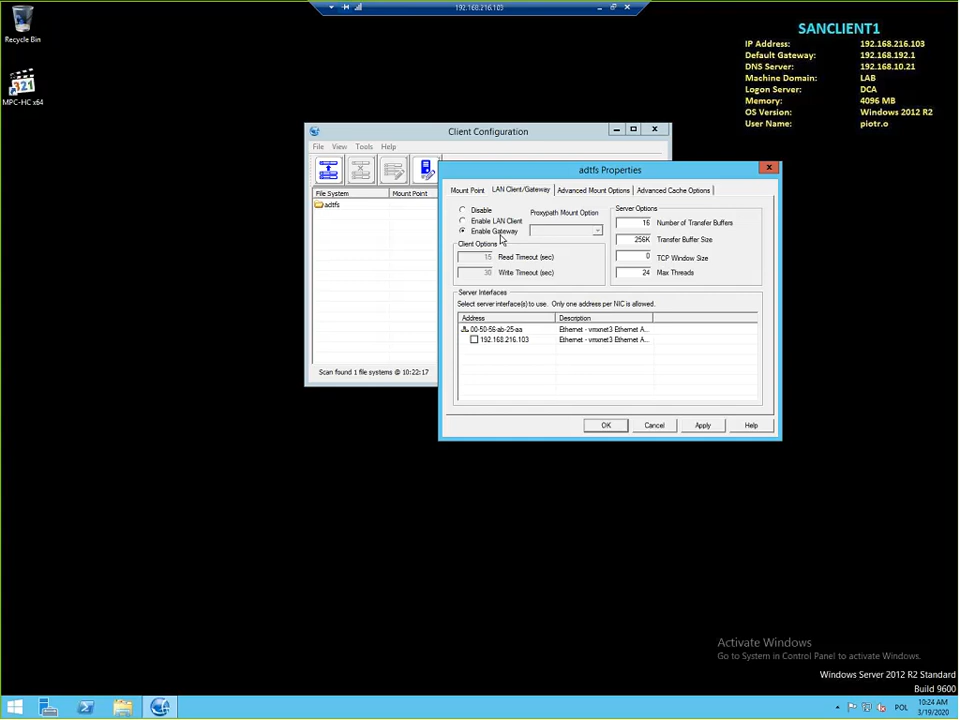 192.168.216.103
Recycle Bin
321
MPC-HC x64
SANCLIENT1
IP Address: 192.168.216.103
Default Gateway: 192.168.192.1
DNS Server: 192.168.10.21
Machine Domain: LAB
Logon Server: DCA
Memory: 4096 MB
OS Version: Windows 2012 R2
User Name: piotr.o
Client Configuration
File View Tools Help
File System Mount Point
adtfs
Scan found 1 file systems @ 10:22:17
adtfs Properties
Mount Point LAN Client/Gateway Advanced Mount Options Advanced Cache Options
Disable
Enable LAN Client
Enable Gateway
Proxypath Mount Option
Client Options
15 Read Timeout (sec)
30 Write Timeout (sec)
Server Options
16 Number of Transfer Buffers
256K Transfer Buffer Size
0 TCP Window Size
24 Max Threads
Server Interfaces
Select server interface(s) to use. Only one address per NIC is allowed.
Address Description
00-50-56-ab-25-aa Ethernet - vmxnet3 Ethernet A...
192.168.216.103 Ethernet - vmxnet3 Ethernet A...
OK Cancel Apply Help
Activate Windows
Go to System in Control Panel to activate Windows.
Windows Server 2012 R2 Standard
Build 9600
POL
10:24 AM
3/19/2020